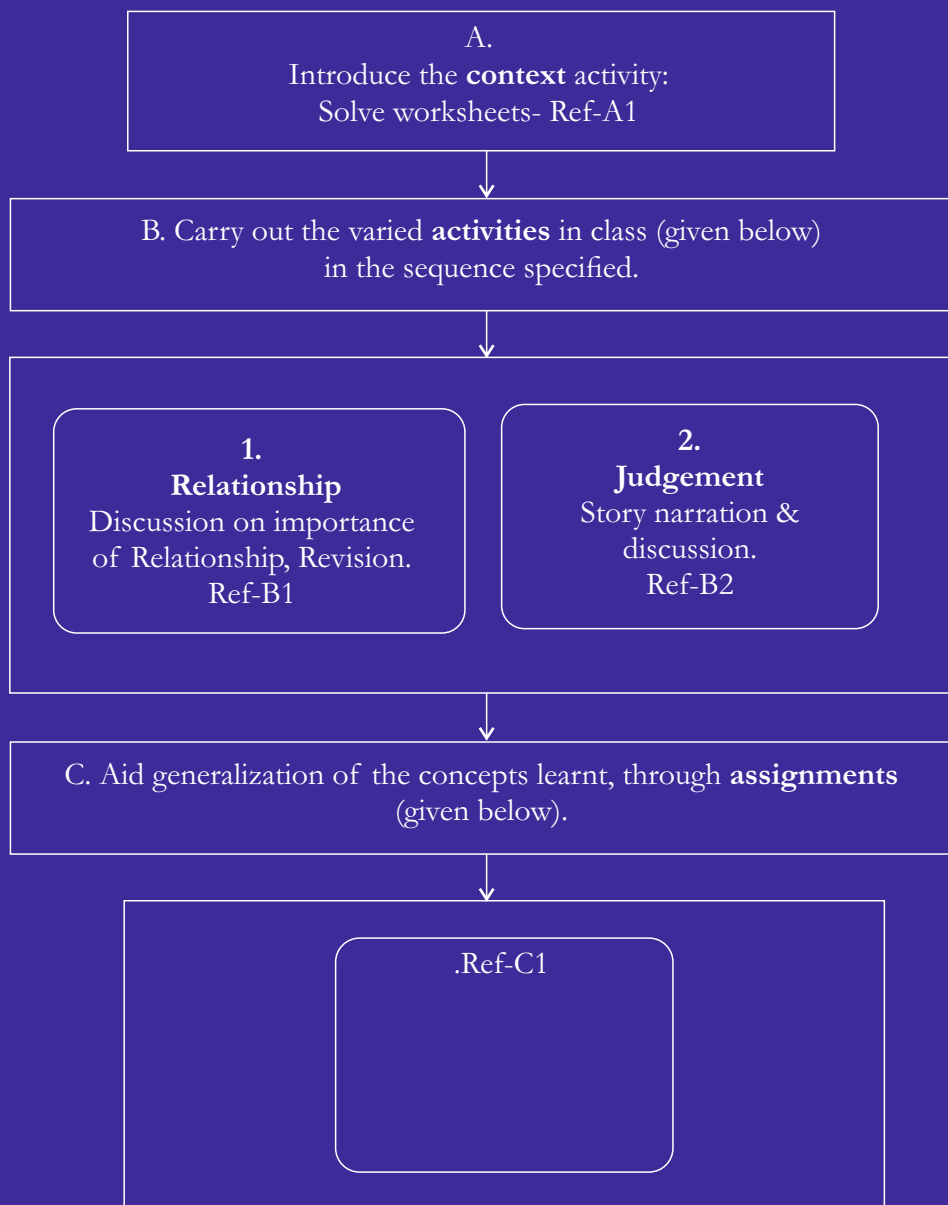 A.
Introduce the context activity:
Solve worksheets- Ref-A1
B. Carry out the varied activities in class (given below)
in the sequence specified.
1.
Relationship
Discussion on importance
of Relationship, Revision.
Ref-B1
2.
Judgement
Story narration &
discussion.
Ref-B2
C. Aid generalization of the concepts learnt, through assignments
(given below).
.Ref-C1